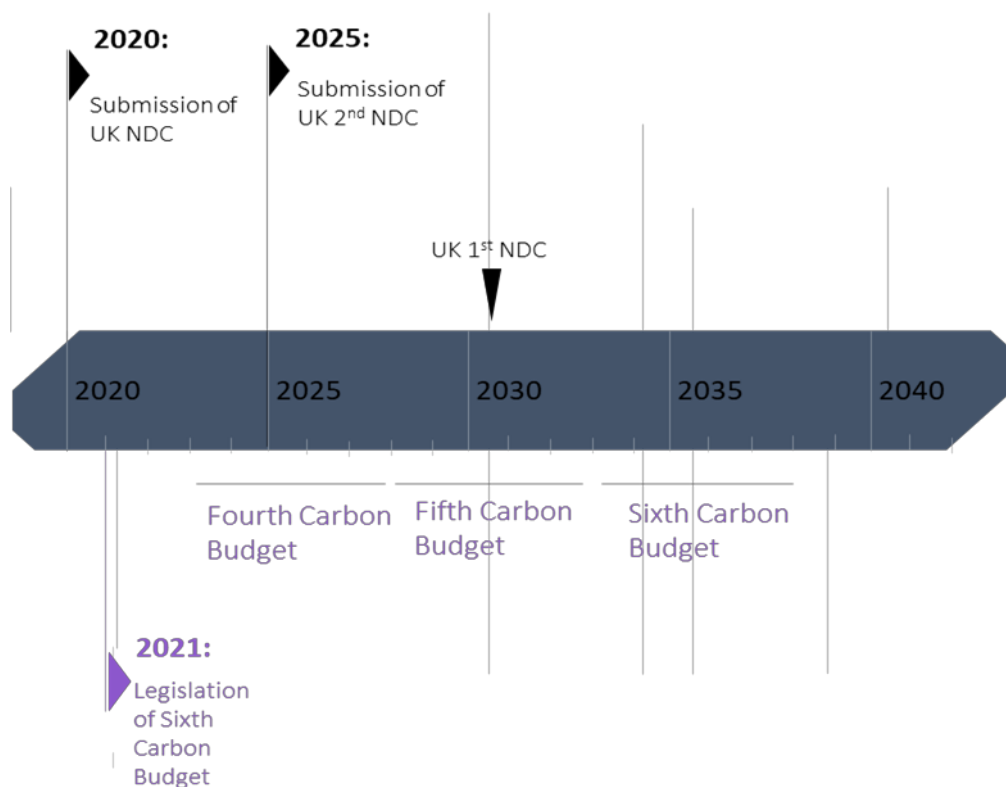 2020:
Submission of
UK NDC
2025:
Submission of
UK 2nd NDC
UK 1st NDC
2020
2025
2030
2035
2040
Fourth Carbon
Budget
Fifth Carbon
Budget
Sixth Carbon
Budget
2021:
Legislation
of Sixth
Carbon
Budget